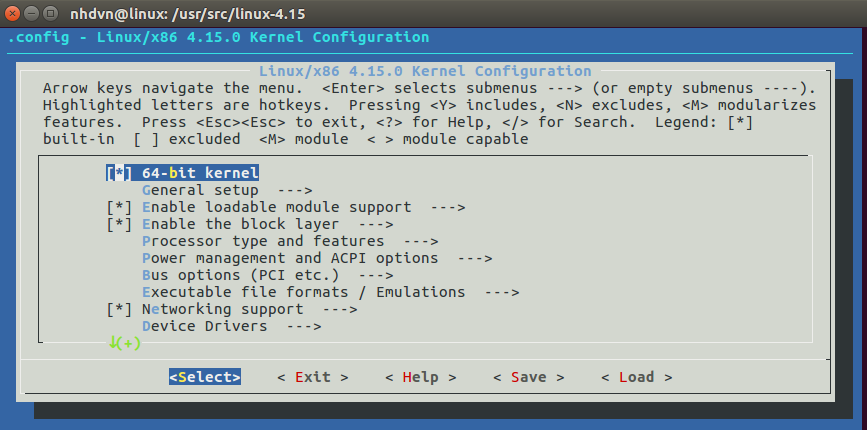 nhdvn@linux: /usr/src/linux-4.15
.config - Linux/x86 4.15.0 Kernel Configuration
Linux/x86 4.15.0 Kernel Configuration
Arrow keys navigate the menu.  <Enter> selects submenus ---> (or empty submenus ----).
Highlighted letters are hotkeys.  Pressing <Y> includes, <N> excludes, <M> modularizes
features.  Press <Esc><Esc> to exit, <?> for Help, </> for Search.  Legend: [*]
built-in  [ ] excluded  <M> module  < > module capable
[*] 64-bit kernel
General setup  --->
[*] Enable loadable module support  --->
[*] Enable the block layer  --->
Processor type and features  --->
Power management and ACPI options  --->
Bus options (PCI etc.)  --->
Executable file formats / Emulations  --->
[*] Networking support  --->
Device Drivers  --->
↓(+)
<Select>    < Exit >    < Help >    < Save >    < Load >